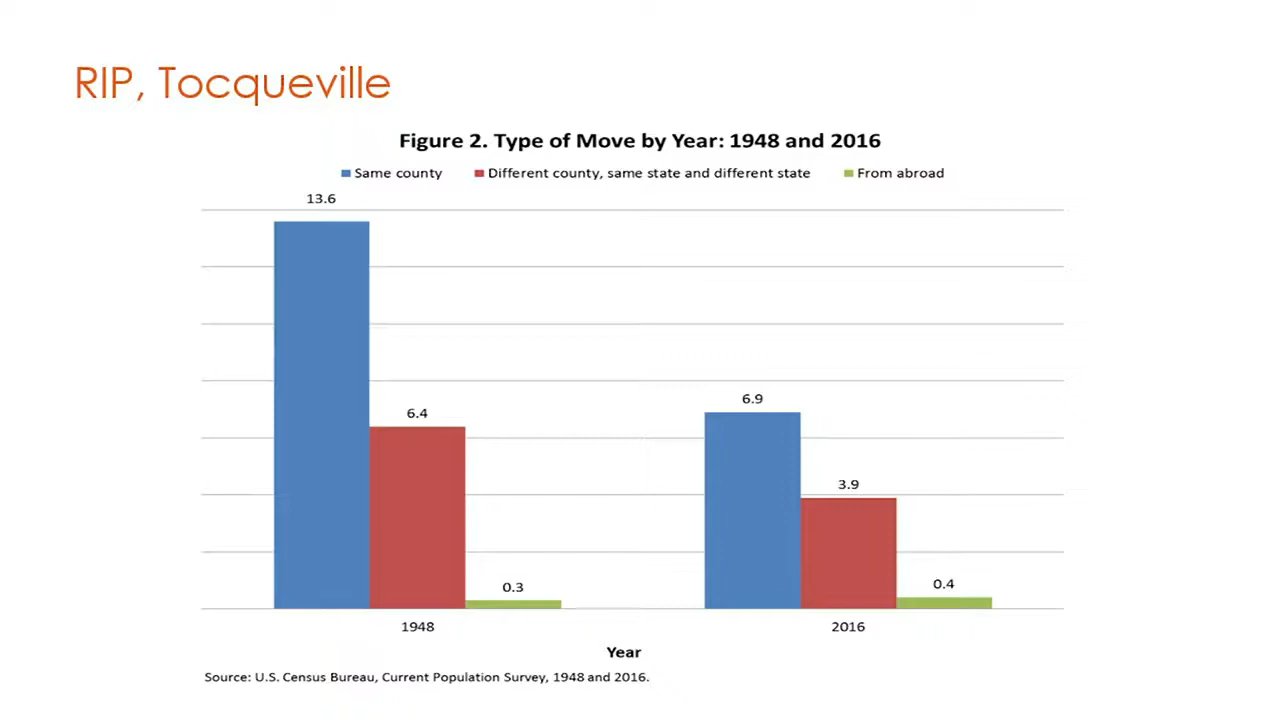 RIP, Tocqueville
Figure 2. Type of Move by Year: 1948 and 2016
Same county Different county, same state and different state From abroad
13.6
6.4
0.3
6.9
3.9
0.4
1948 2016
Year
Source: U.S. Census Bureau, Current Population Survey, 1948 and 2016.